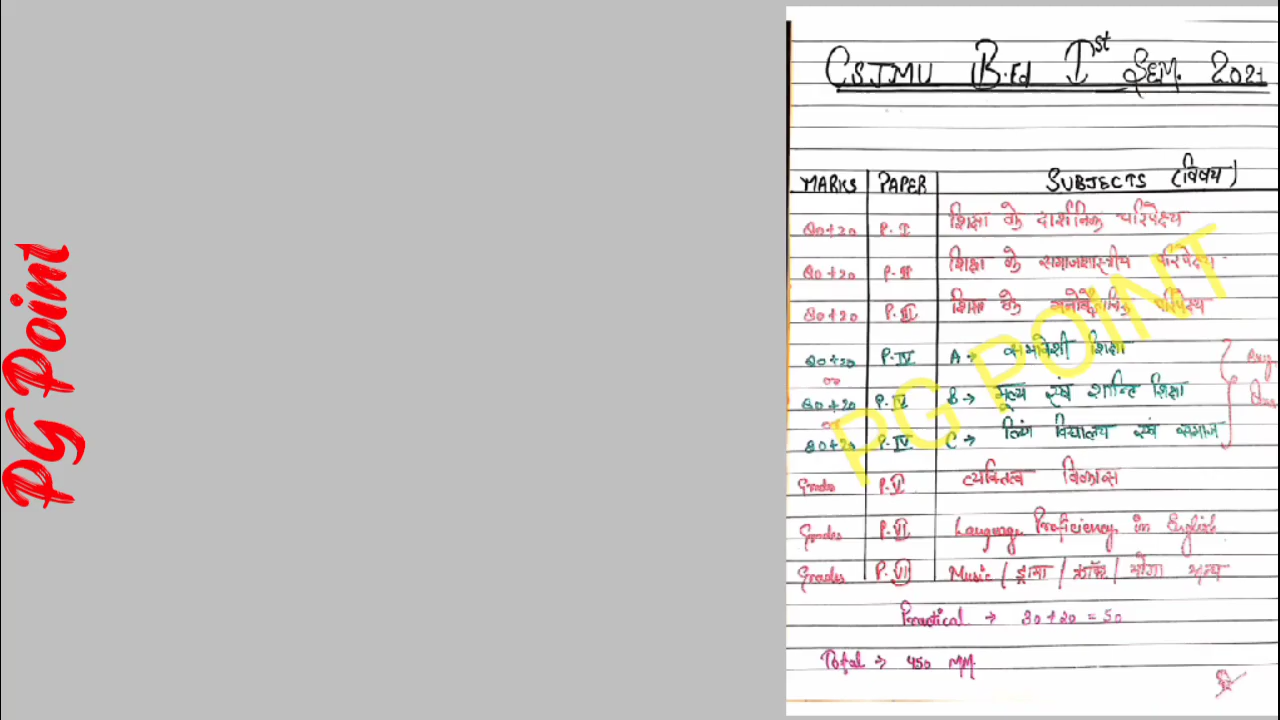 PG Point
CSJMU B.Ed Ist SEM. 2021
MARKS PAPER SUBJECTS (विषय)
80+20 P.I शिक्षा के दार्शनिक परिपेक्ष्य
80+20 P.II शिक्षा के समाजशास्त्रीय परिपेक्ष्य
80+20 P.III शिक्षा के मनोवैज्ञानिक परिपेक्ष्य
80+20 P.IV A→ समावेशी शिक्षा
or
80+20 P.IV B→ मूल्य एवं शान्ति शिक्षा
or
80+20 P.IV C→ लिंग विद्यालय एवं समाज
Grades P.V व्यक्तित्व विकास
Grades P.VI Language Proficiency in English
Grades P.VII Music / ड्रामा / क्राफ्ट / योगा
Practical → 30+20=50
Total → 450 MM.
PG POINT